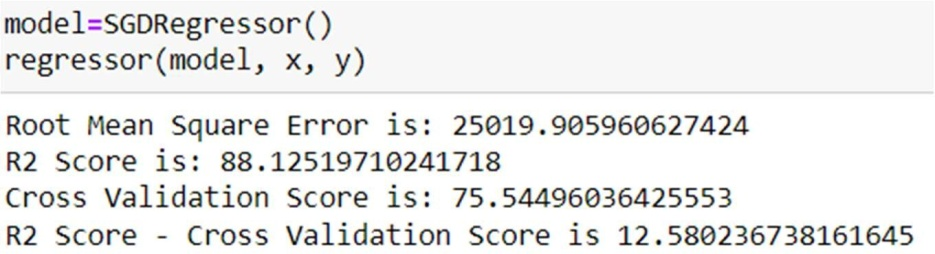 model=SGDRegressor()
regressor(model, x, y)
Root Mean Square Error is: 25019.905960627424
R2 Score is: 88.12519710241718
Cross Validation Score is: 75.54496036425553
R2 Score - Cross Validation Score is 12.580236738161645